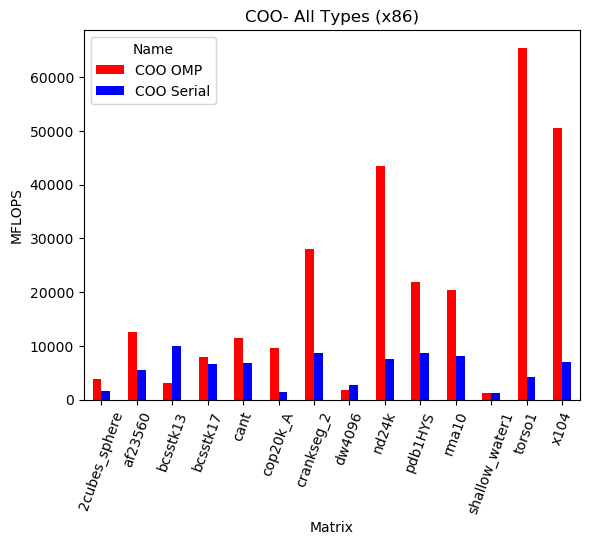 COO- All Types (x86)
Name
COO OMP
COO Serial
MFLOPS
60000
50000
40000
30000
20000
10000
0
2cubes_sphere
af23560
bcsstk13
bcsstk17
cant
cop20k_A
crankseg_2
dw4096
nd24k
pdb1HYS
rma10
shallow_water1
torso1
x104
Matrix